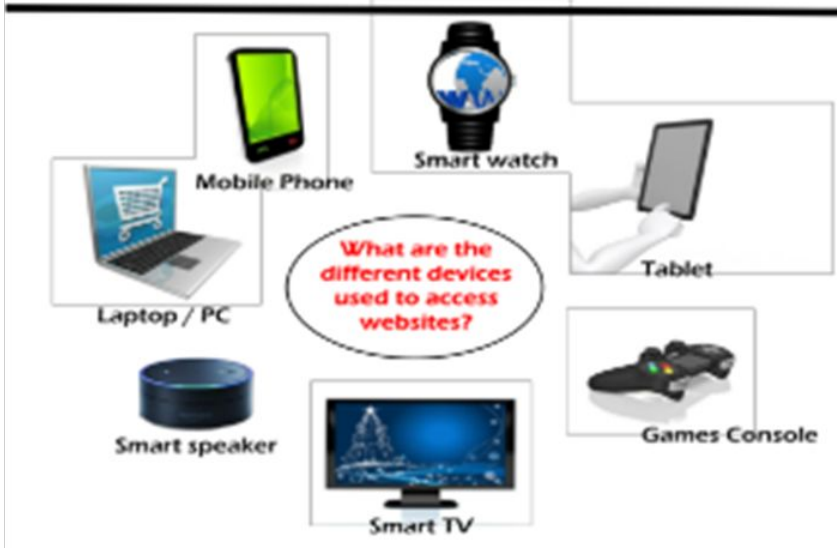 Smart watch
Mobile Phone
Tablet
What are the
different devices
used to access
websites?
Laptop / PC
Games Console
Smart speaker
Smart TV